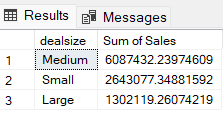 Results Messages
dealsize Sum of Sales
1 Medium 6087432.23974609
2 Small 2643077.34881592
3 Large 1302119.26074219